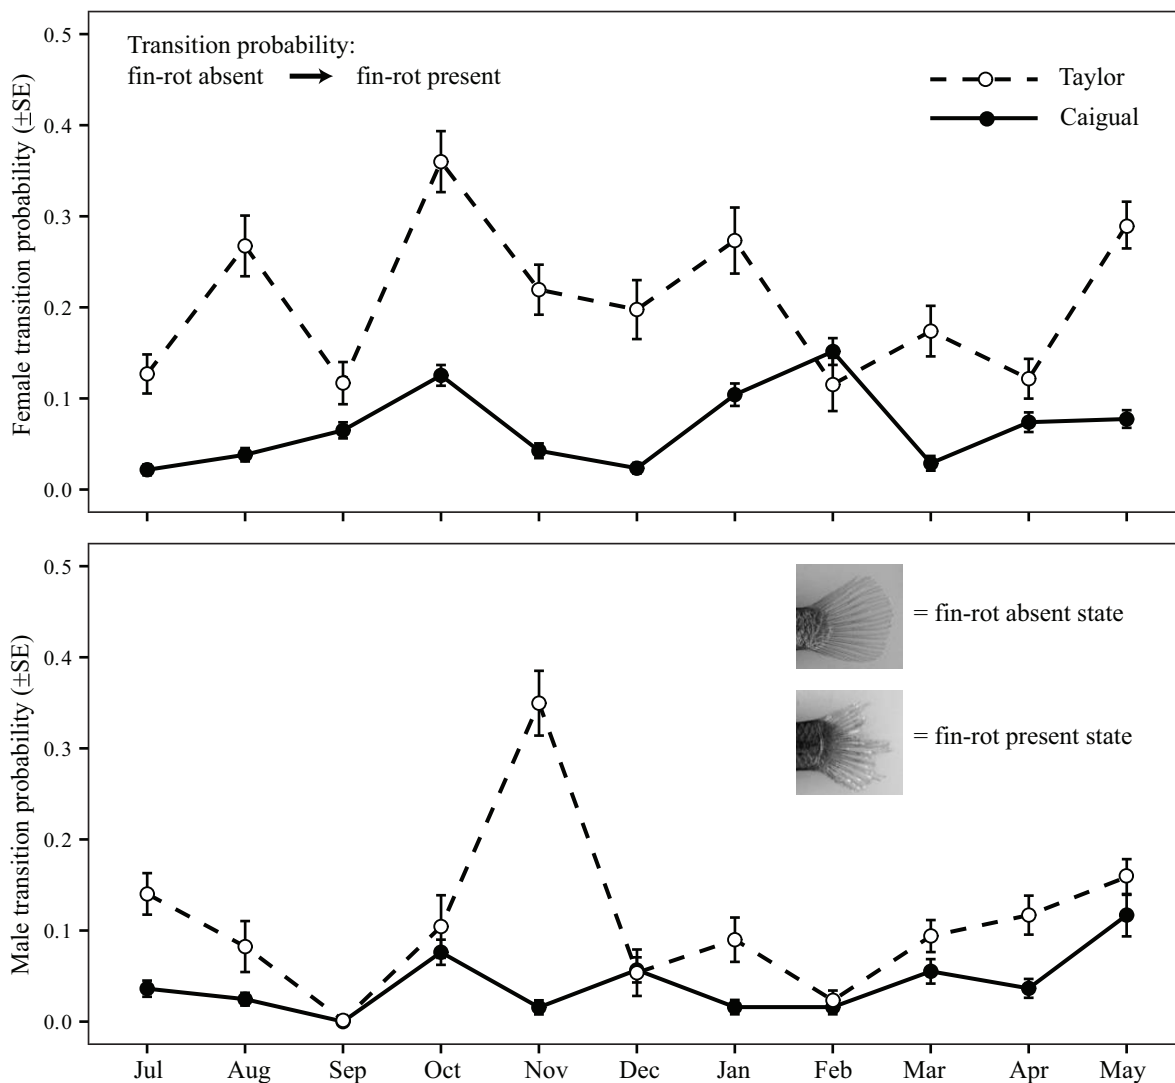 Transition probability:
fin-rot absent → fin-rot present
Taylor
Caigual
Female transition probability (±SE)
0.5
0.4
0.3
0.2
0.1
0.0
Male transition probability (±SE)
0.5
0.4
0.3
0.2
0.1
0.0
= fin-rot absent state
= fin-rot present state
Jul Aug Sep Oct Nov Dec Jan Feb Mar Apr May